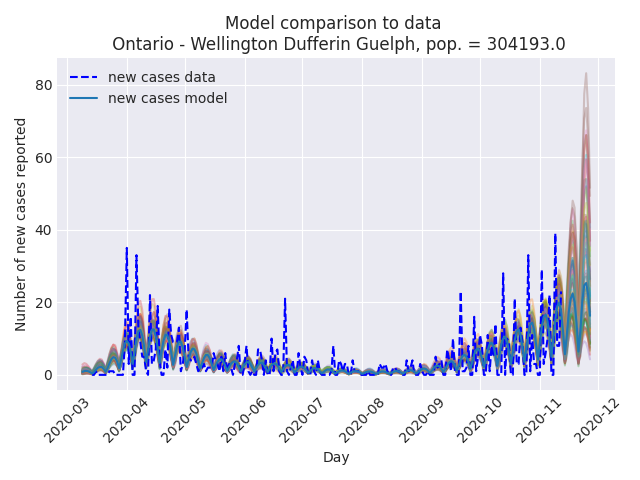 Model comparison to data
Ontario - Wellington Dufferin Guelph, pop. = 304193.0
new cases data
new cases model
Number of new cases reported
80
60
40
20
0
2020-03
2020-04
2020-05
2020-06
2020-07
2020-08
2020-09
2020-10
2020-11
2020-12
Day